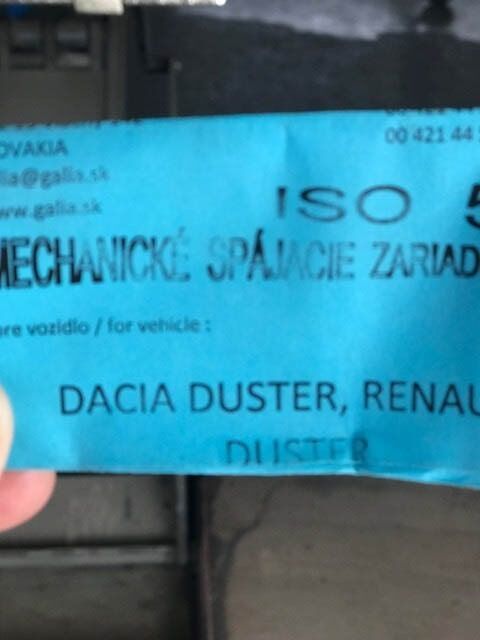 OVAKIA
00 421 44
lia@galia.sk
www.galia.sk
ISO 5
MECHANICKÉ SPÁJACIE ZARIAD
pre vozidlo / for vehicle :
DACIA DUSTER, RENAU
DUSTER